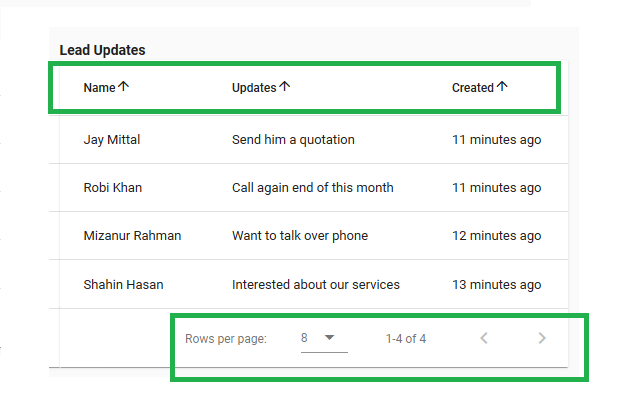 Lead Updates
Name Updates Created
Jay Mittal Send him a quotation 11 minutes ago
Robi Khan Call again end of this month 11 minutes ago
Mizanur Rahman Want to talk over phone 12 minutes ago
Shahin Hasan Interested about our services 13 minutes ago
Rows per page: 8 1-4 of 4